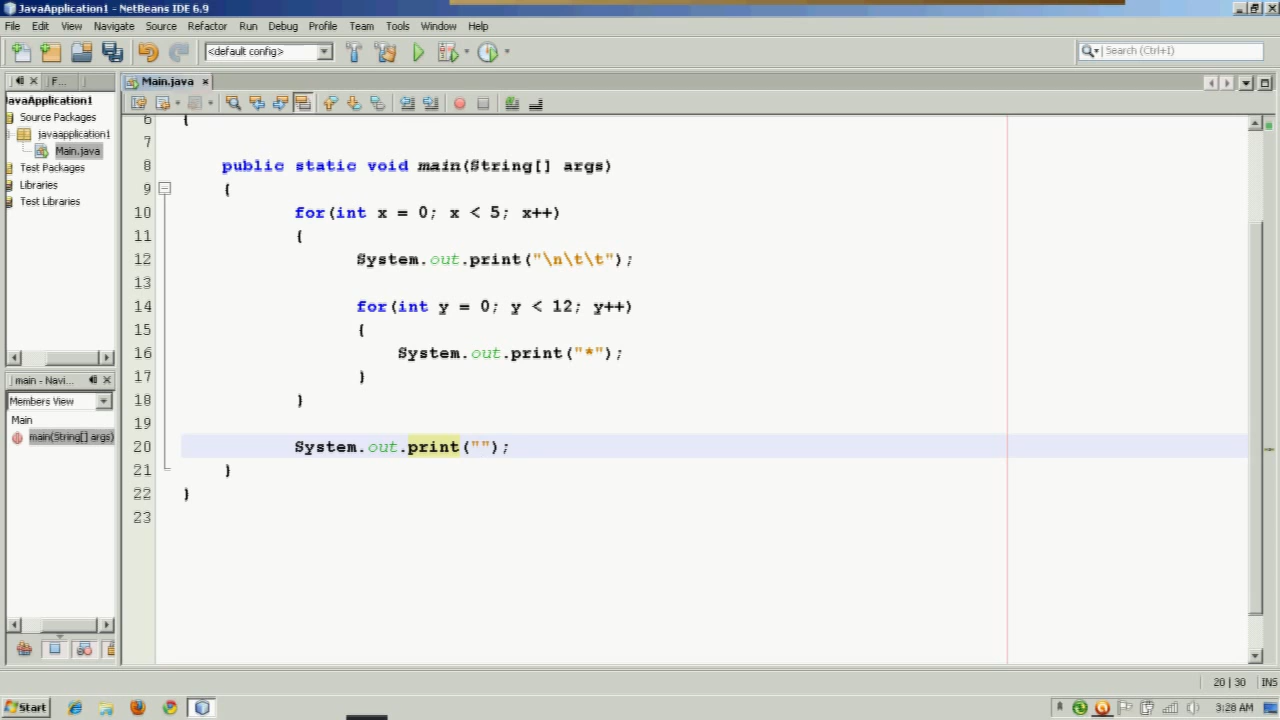 JavaApplication1 - NetBeans IDE 6.9
File Edit View Navigate Source Refactor Run Debug Profile Team Tools Window Help
<default config> Search (Ctrl+I)
F... Main.java x
JavaApplication1
Source Packages
javaapplication1
Main.java
Test Packages
Libraries
Test Libraries
main - Navi...
Members View
Main
main(String[] args)
6 {
7
8 public static void main(String[] args)
9 {
10 for(int x = 0; x < 5; x++)
11 {
12 System.out.print("\n\t\t");
13
14 for(int y = 0; y < 12; y++)
15 {
16 System.out.print("*");
17 }
18 }
19
20 System.out.print("");
21 }
22 }
23
20 | 30 INS
Start 3:28 AM